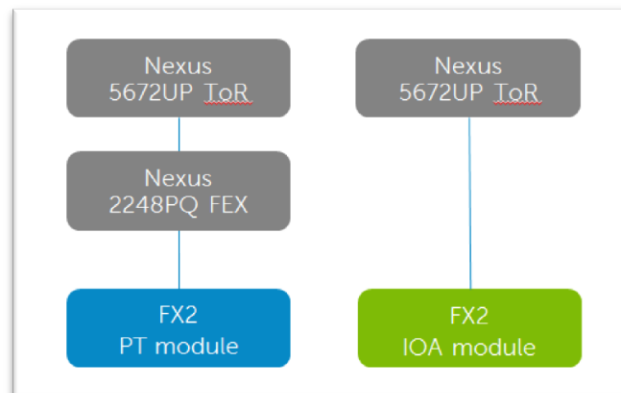 Nexus
5672UP ToR
Nexus
2248PQ FEX
FX2
PT module
Nexus
5672UP ToR
FX2
IOA module